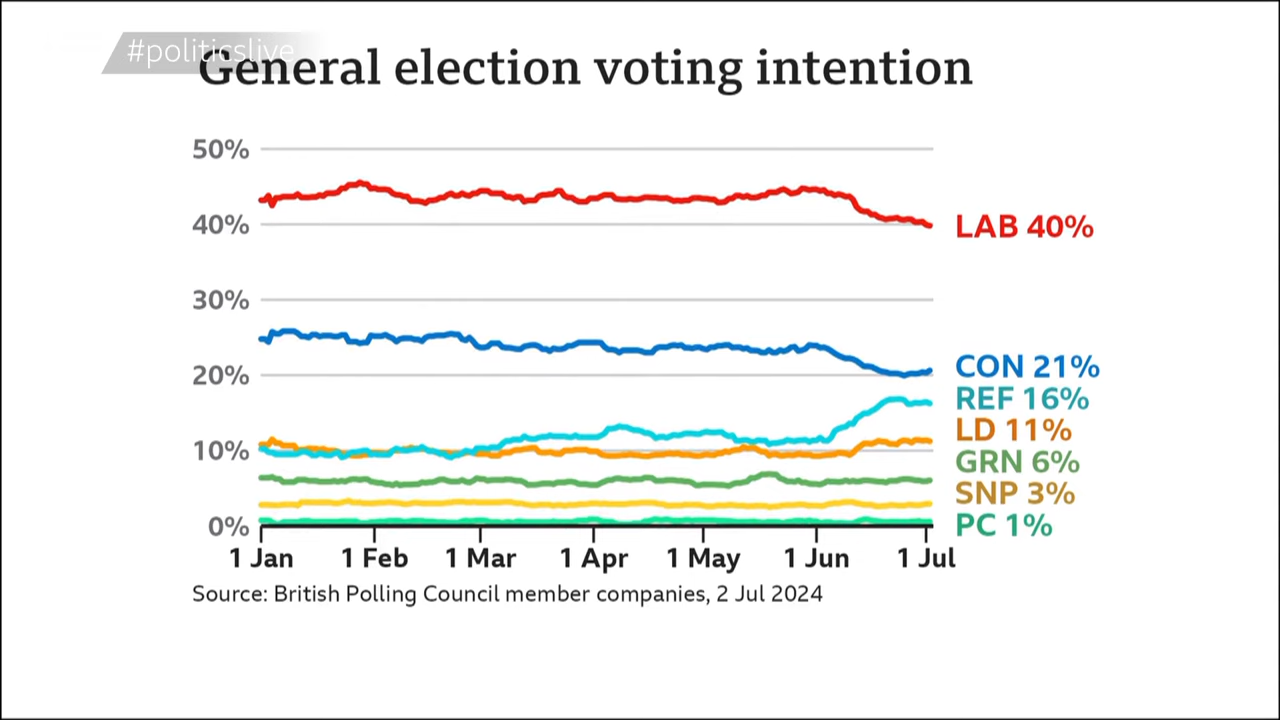 #politicslive
General election voting intention
50%
40%
30%
20%
10%
0%
LAB 40%
CON 21%
REF 16%
LD 11%
GRN 6%
SNP 3%
PC 1%
1 Jan 1 Feb 1 Mar 1 Apr 1 May 1 Jun 1 Jul
Source: British Polling Council member companies, 2 Jul 2024